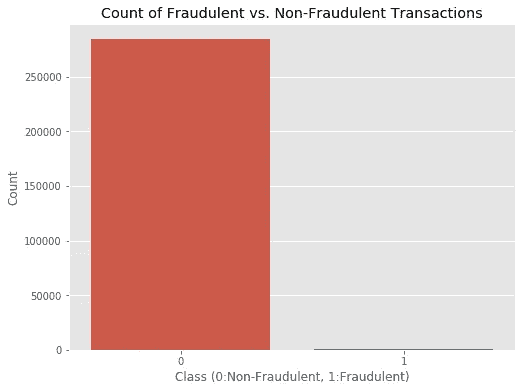 Count of Fraudulent vs. Non-Fraudulent Transactions
250000
200000
150000
100000
50000
0
Count
0
1
Class (0:Non-Fraudulent, 1:Fraudulent)